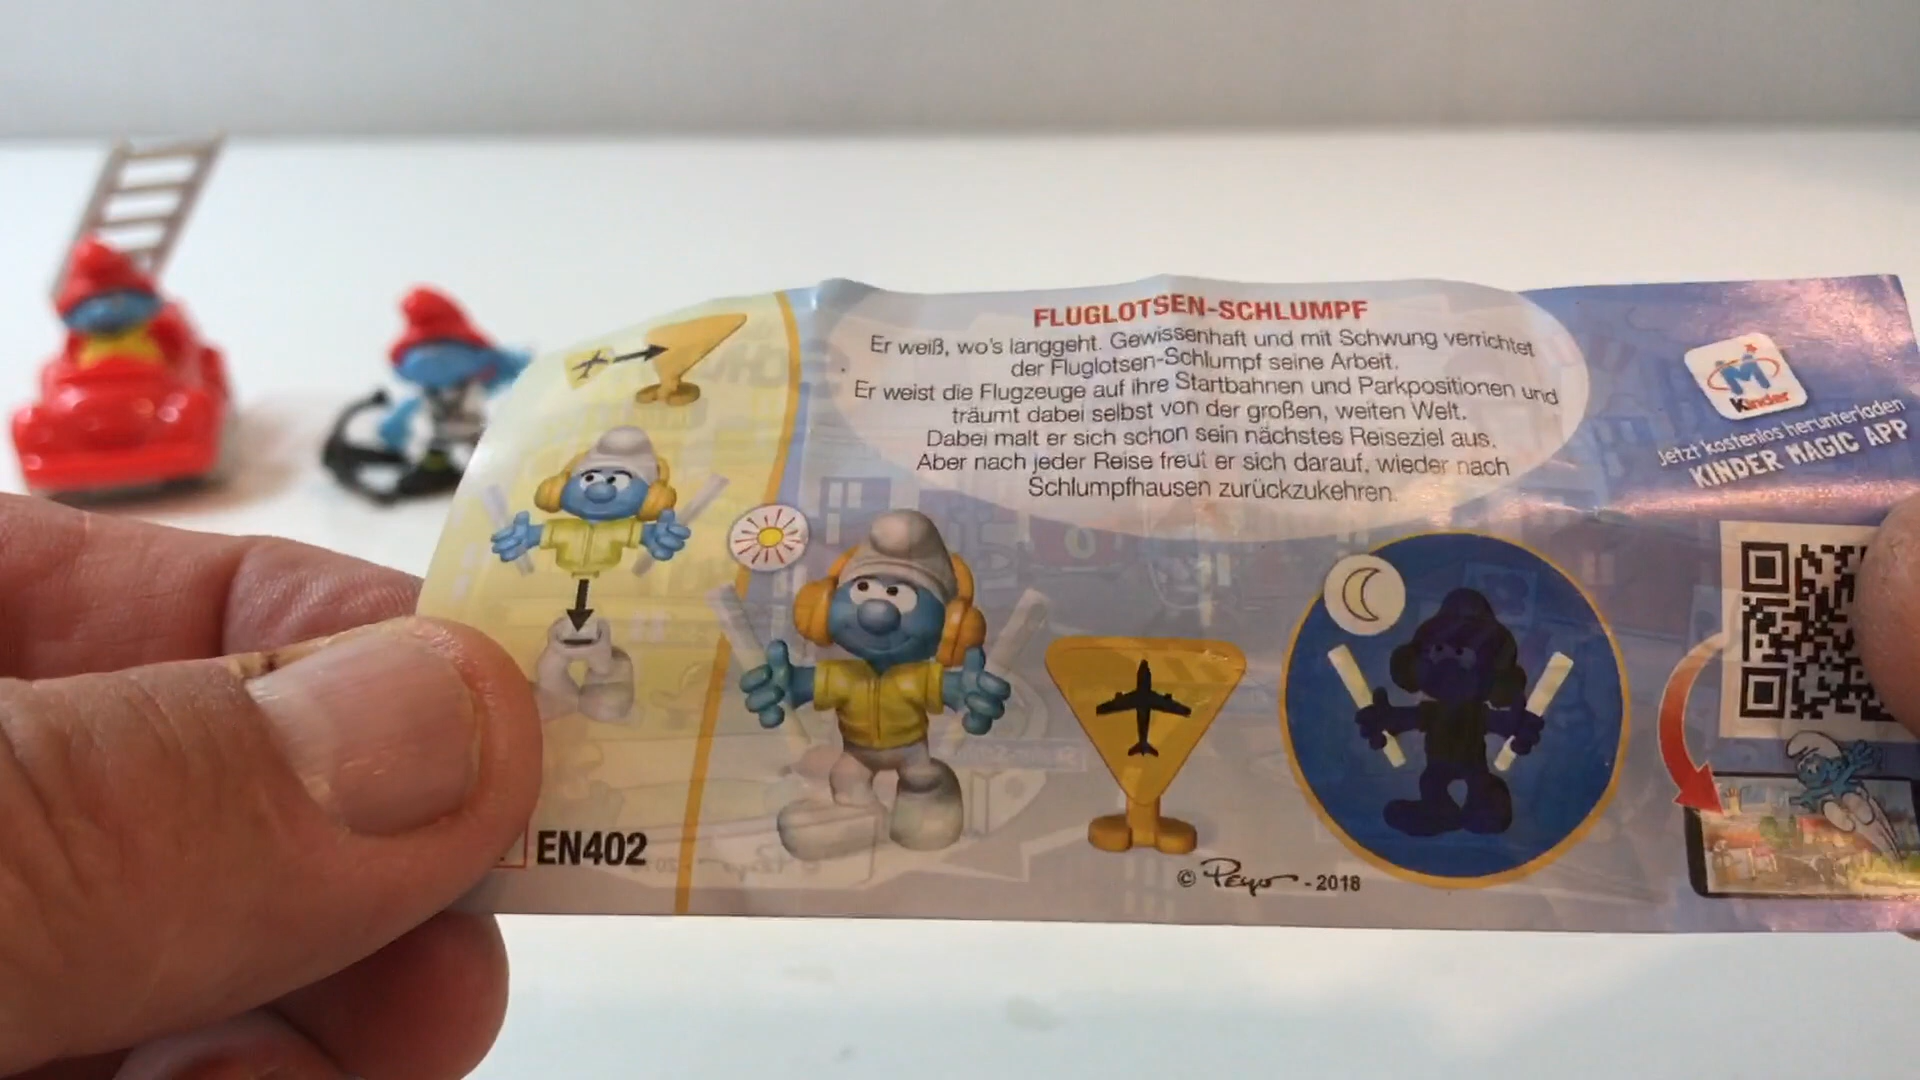 FLUGLOTSEN-SCHLUMPF
Er weiß, wo's langgeht. Gewissenhaft und mit Schwung verrichtet
der Fluglotsen-Schlumpf seine Arbeit.
Er weist die Flugzeuge auf ihre Startbahnen und Parkpositionen und
träumt dabei selbst von der großen, weiten Welt.
Dabei malt er sich schon sein nächstes Reiseziel aus.
Aber nach jeder Reise freut er sich darauf, wieder nach
Schlumpfhausen zurückzukehren.
Kinder
Jetzt kostenlos herunterladen
KINDER MAGIC APP
EN402
© Peyo - 2018